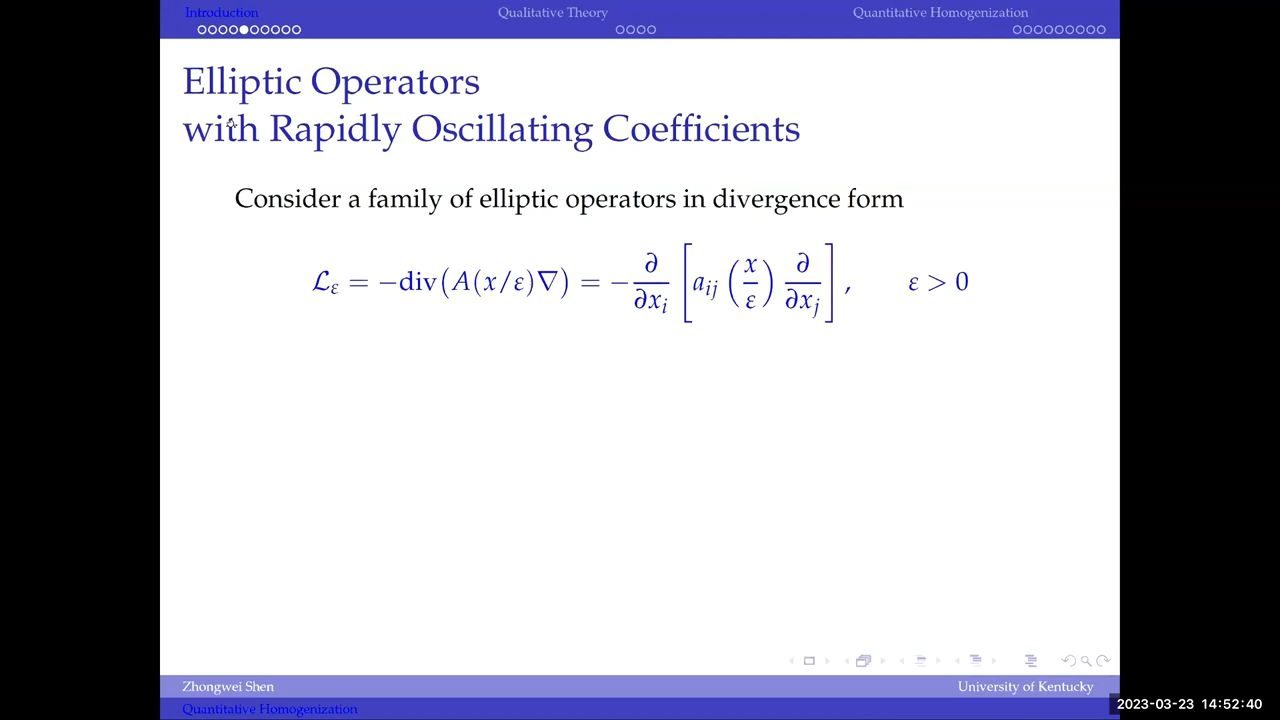 Introduction Qualitative Theory Quantitative Homogenization
Elliptic Operators
with Rapidly Oscillating Coefficients
Consider a family of elliptic operators in divergence form
ℒ_ε = −div(A(x/ε)∇) = −∂/∂x_i [a_ij (x/ε) ∂/∂x_j], ε > 0
Zhongwei Shen University of Kentucky
Quantitative Homogenization
2023-03-23 14:52:40